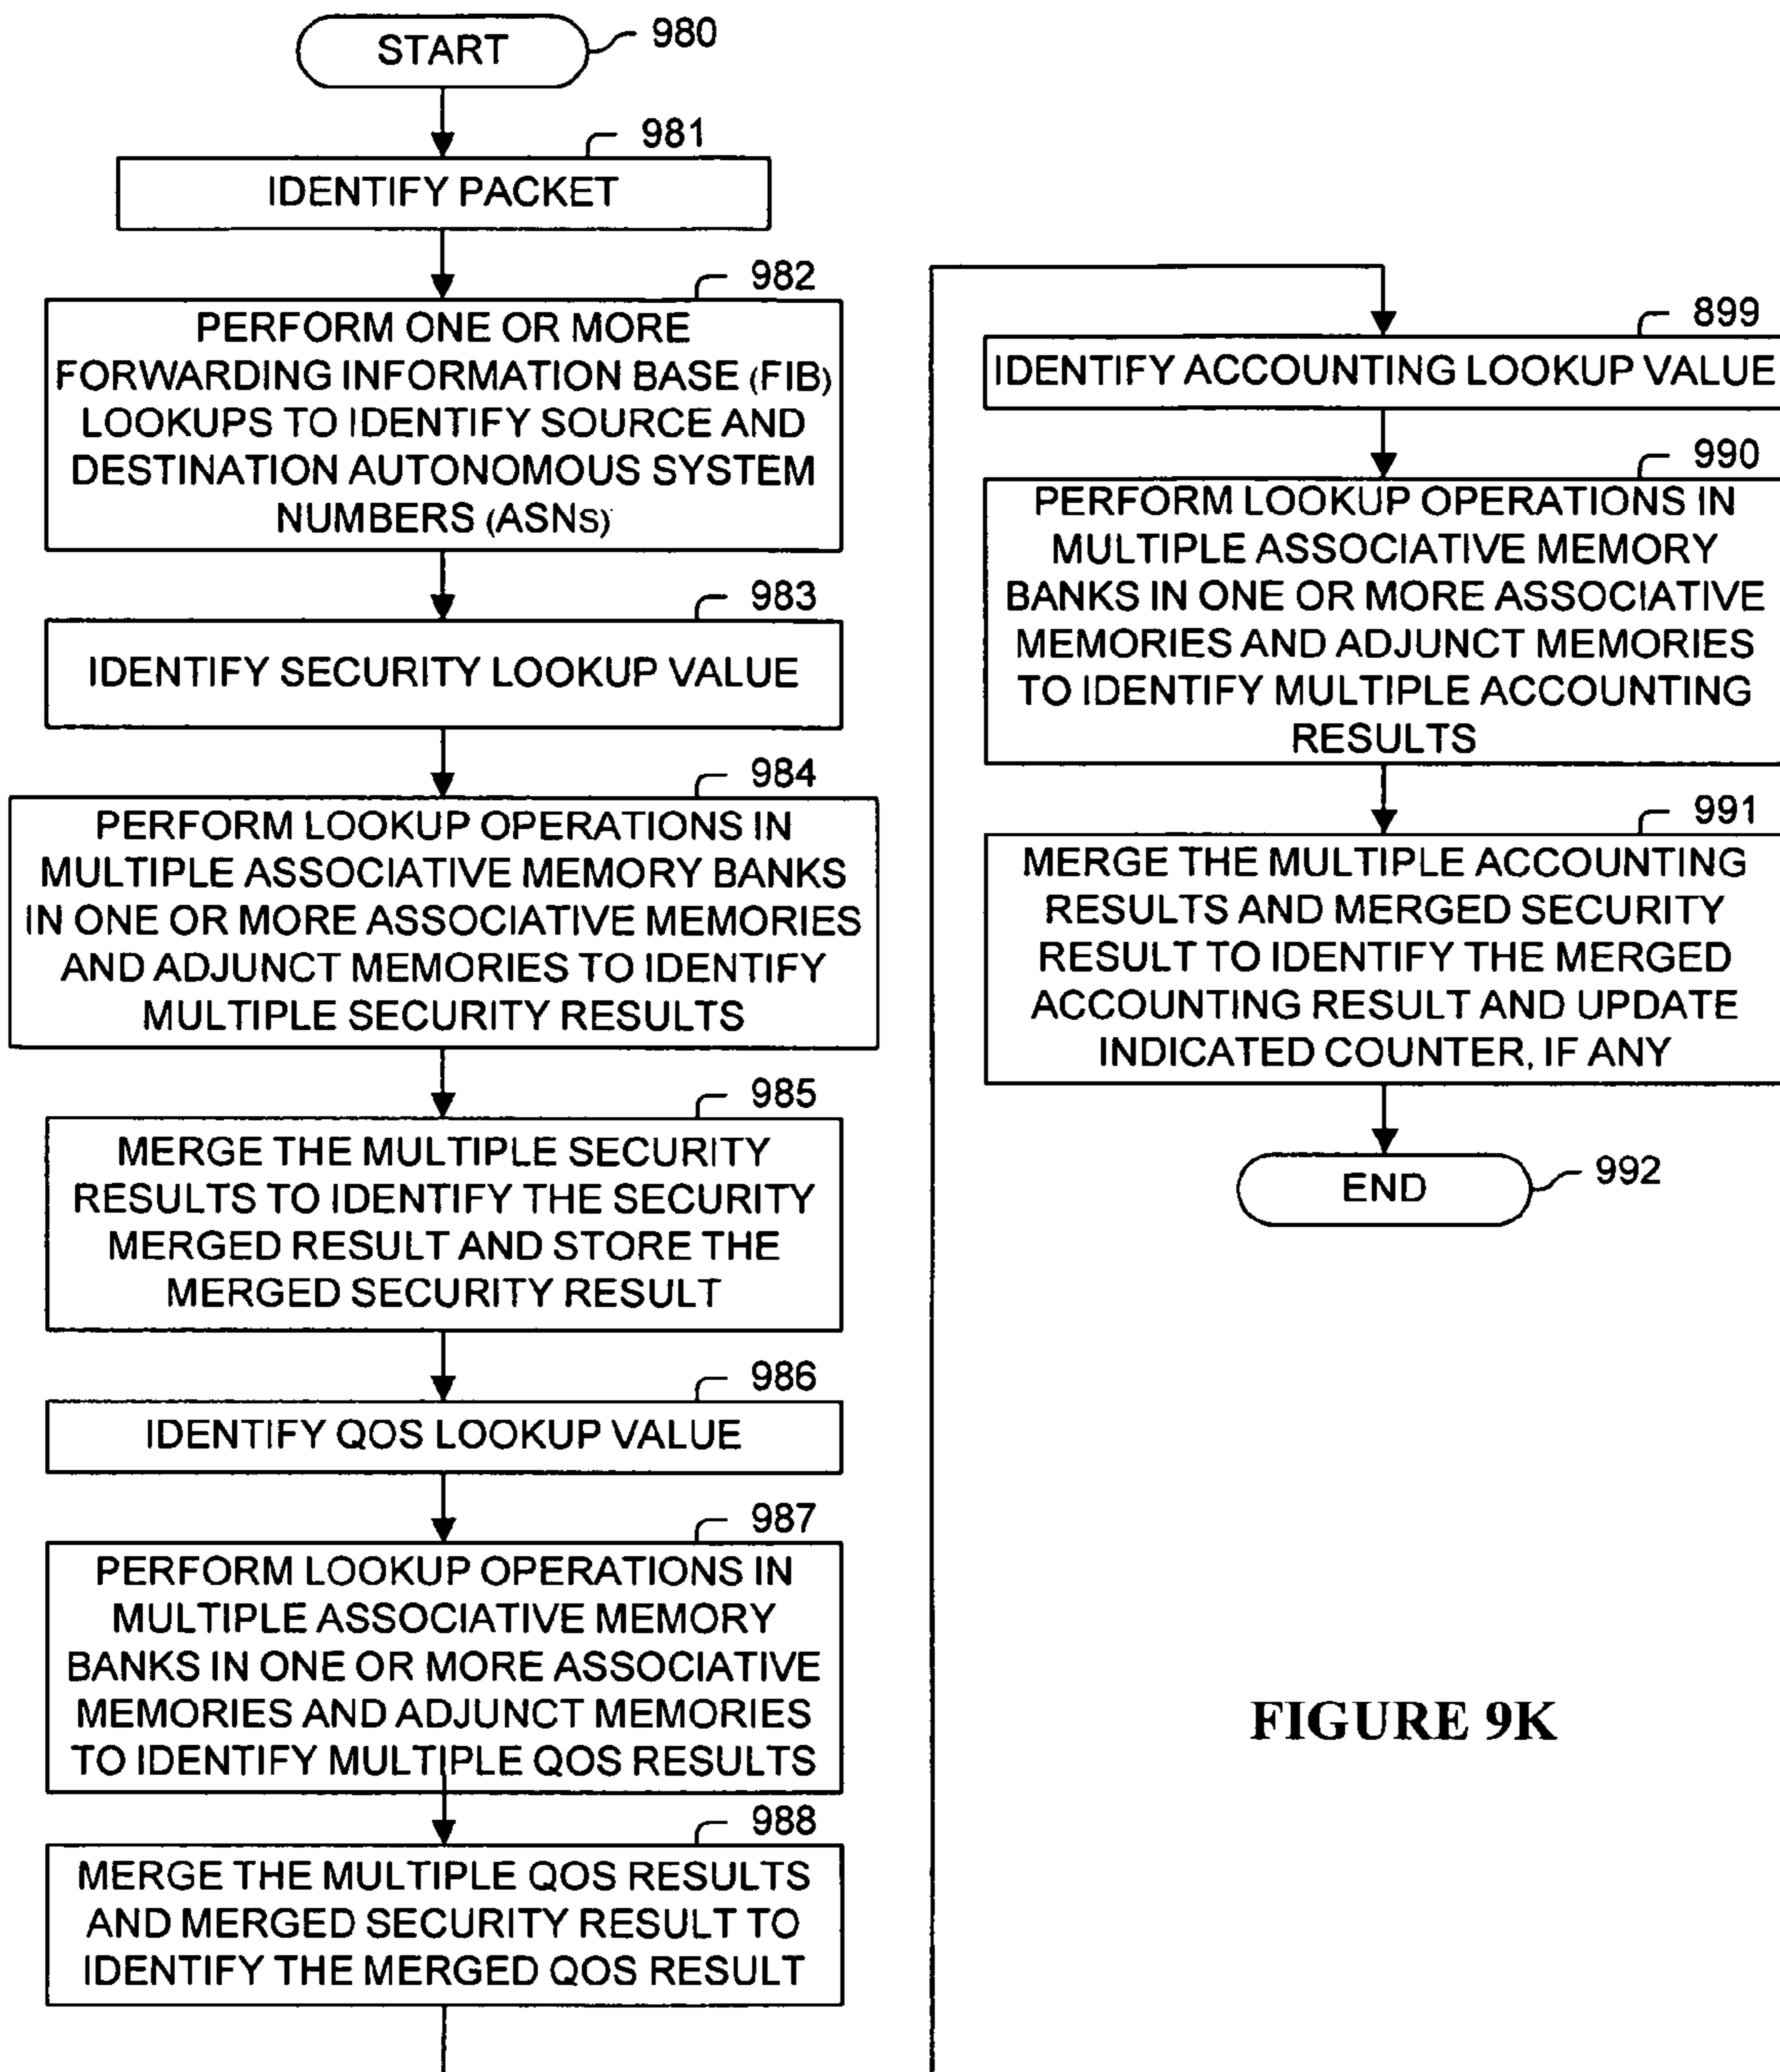 START
980
981
IDENTIFY PACKET
982
PERFORM ONE OR MORE
FORWARDING INFORMATION BASE (FIB)
LOOKUPS TO IDENTIFY SOURCE AND
DESTINATION AUTONOMOUS SYSTEM
NUMBERS (ASNs)
983
IDENTIFY SECURITY LOOKUP VALUE
984
PERFORM LOOKUP OPERATIONS IN
MULTIPLE ASSOCIATIVE MEMORY BANKS
IN ONE OR MORE ASSOCIATIVE MEMORIES
AND ADJUNCT MEMORIES TO IDENTIFY
MULTIPLE SECURITY RESULTS
985
MERGE THE MULTIPLE SECURITY
RESULTS TO IDENTIFY THE SECURITY
MERGED RESULT AND STORE THE
MERGED SECURITY RESULT
986
IDENTIFY QOS LOOKUP VALUE
987
PERFORM LOOKUP OPERATIONS IN
MULTIPLE ASSOCIATIVE MEMORY
BANKS IN ONE OR MORE ASSOCIATIVE
MEMORIES AND ADJUNCT MEMORIES
TO IDENTIFY MULTIPLE QOS RESULTS
988
MERGE THE MULTIPLE QOS RESULTS
AND MERGED SECURITY RESULT TO
IDENTIFY THE MERGED QOS RESULT
899
IDENTIFY ACCOUNTING LOOKUP VALUE
990
PERFORM LOOKUP OPERATIONS IN
MULTIPLE ASSOCIATIVE MEMORY
BANKS IN ONE OR MORE ASSOCIATIVE
MEMORIES AND ADJUNCT MEMORIES
TO IDENTIFY MULTIPLE ACCOUNTING
RESULTS
991
MERGE THE MULTIPLE ACCOUNTING
RESULTS AND MERGED SECURITY
RESULT TO IDENTIFY THE MERGED
ACCOUNTING RESULT AND UPDATE
INDICATED COUNTER, IF ANY
END
992
FIGURE 9K